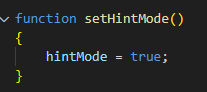 function setHintMode()
{
    hintMode = true;
}